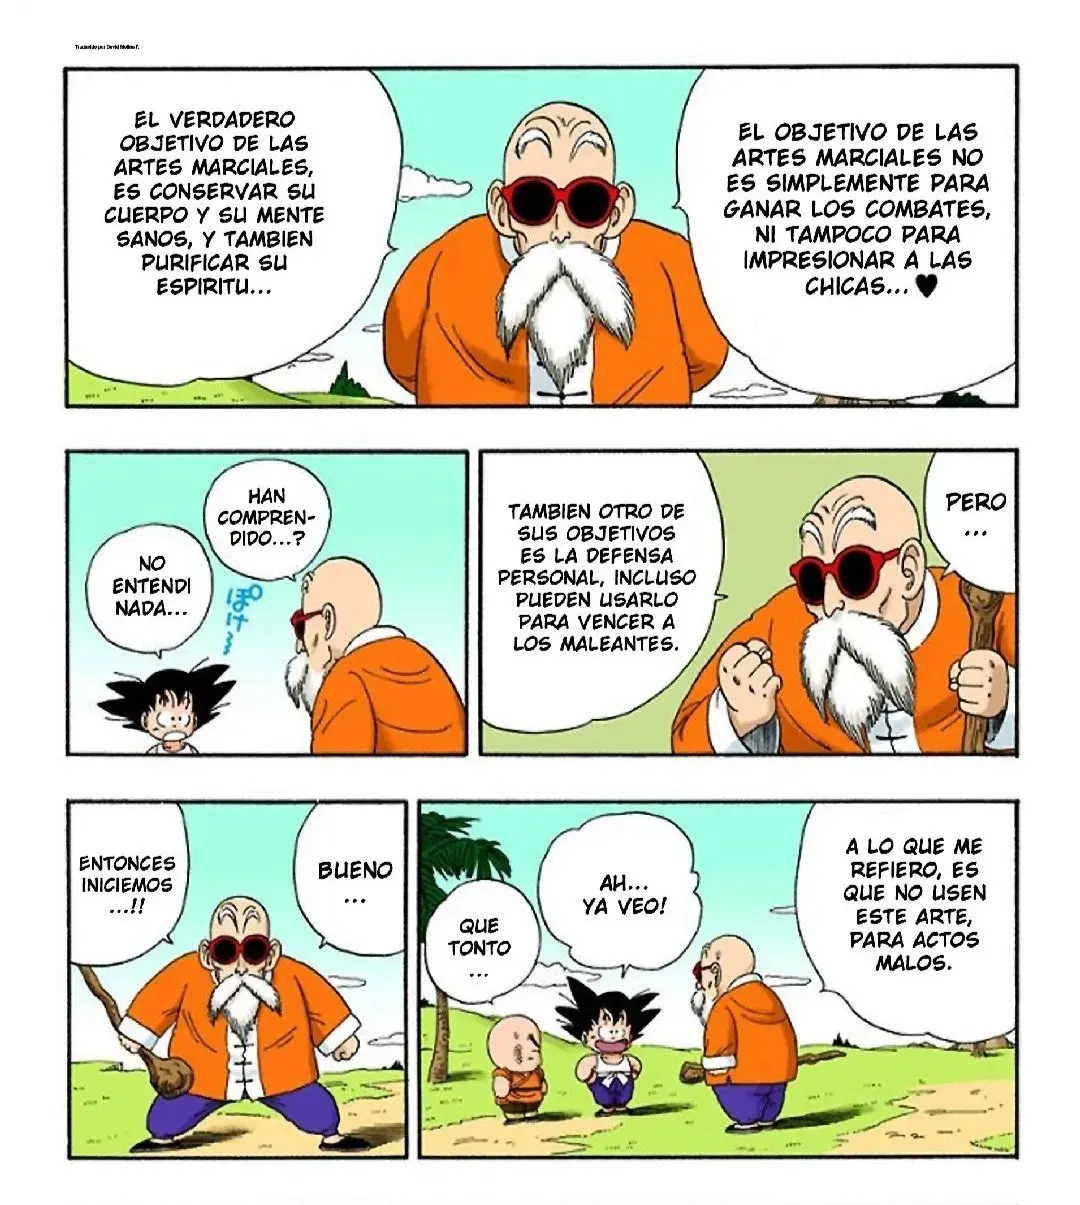 Traducido por David Molina F.
EL OBJETIVO DE LAS
ARTES MARCIALES NO
ES SIMPLEMENTE PARA
GANAR LOS COMBATES,
NI TAMPOCO PARA
IMPRESIONAR A LAS
CHICAS... ♥
EL VERDADERO
OBJETIVO DE LAS
ARTES MARCIALES,
ES CONSERVAR SU
CUERPO Y SU MENTE
SANOS, Y TAMBIEN
PURIFICAR SU
ESPIRITU...
PERO
...
TAMBIEN OTRO DE
SUS OBJETIVOS
ES LA DEFENSA
PERSONAL, INCLUSO
PUEDEN USARLO
PARA VENCER A
LOS MALEANTES.
HAN
COMPREN-
DIDO...?
ぽけ〜
NO
ENTENDI
NADA...
A LO QUE ME
REFIERO, ES
QUE NO USEN
ESTE ARTE,
PARA ACTOS
MALOS.
AH...
YA VEO!
QUE
TONTO
...
BUENO
...
ENTONCES
INICIEMOS
...!!